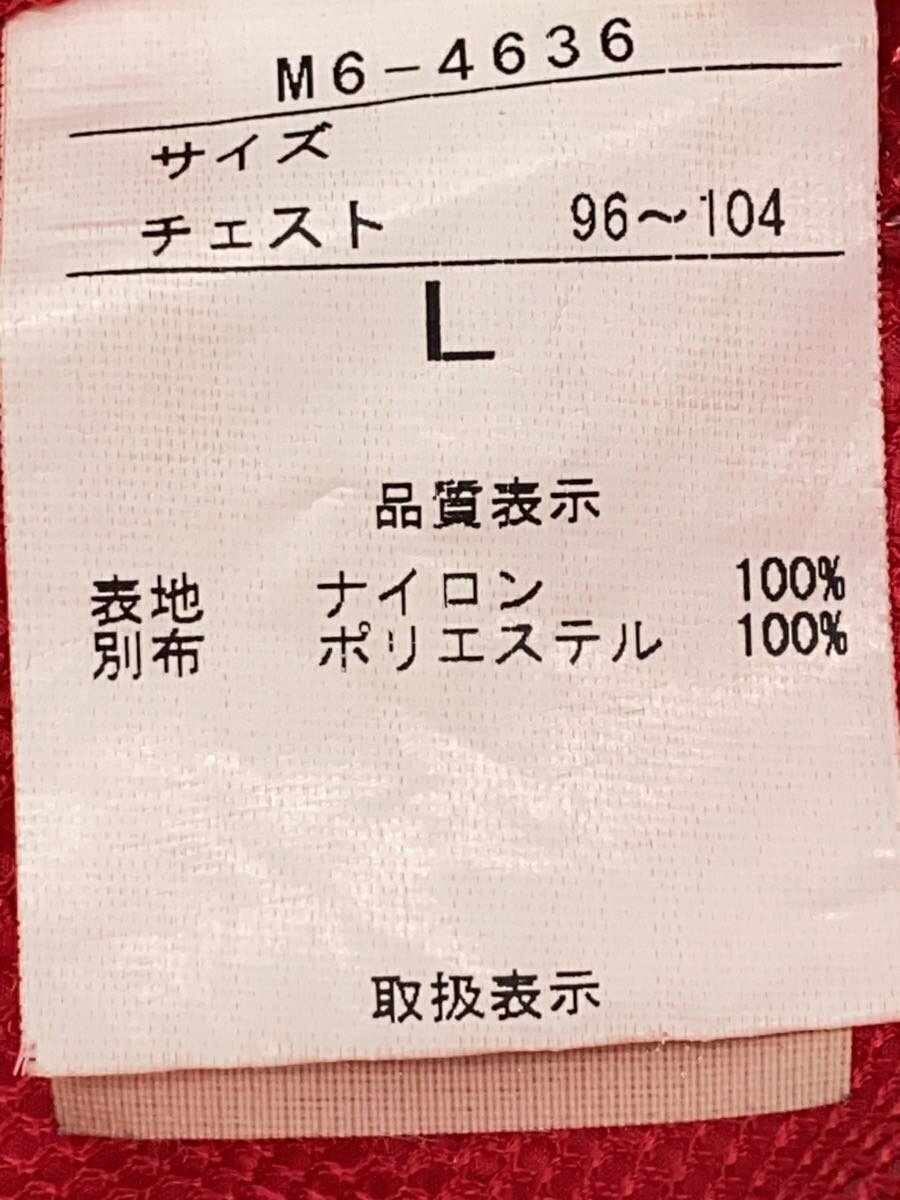 M6-4636
サイズ
チェスト 96～104
L
品質表示
表地 ナイロン 100%
別布 ポリエステル 100%
取扱表示